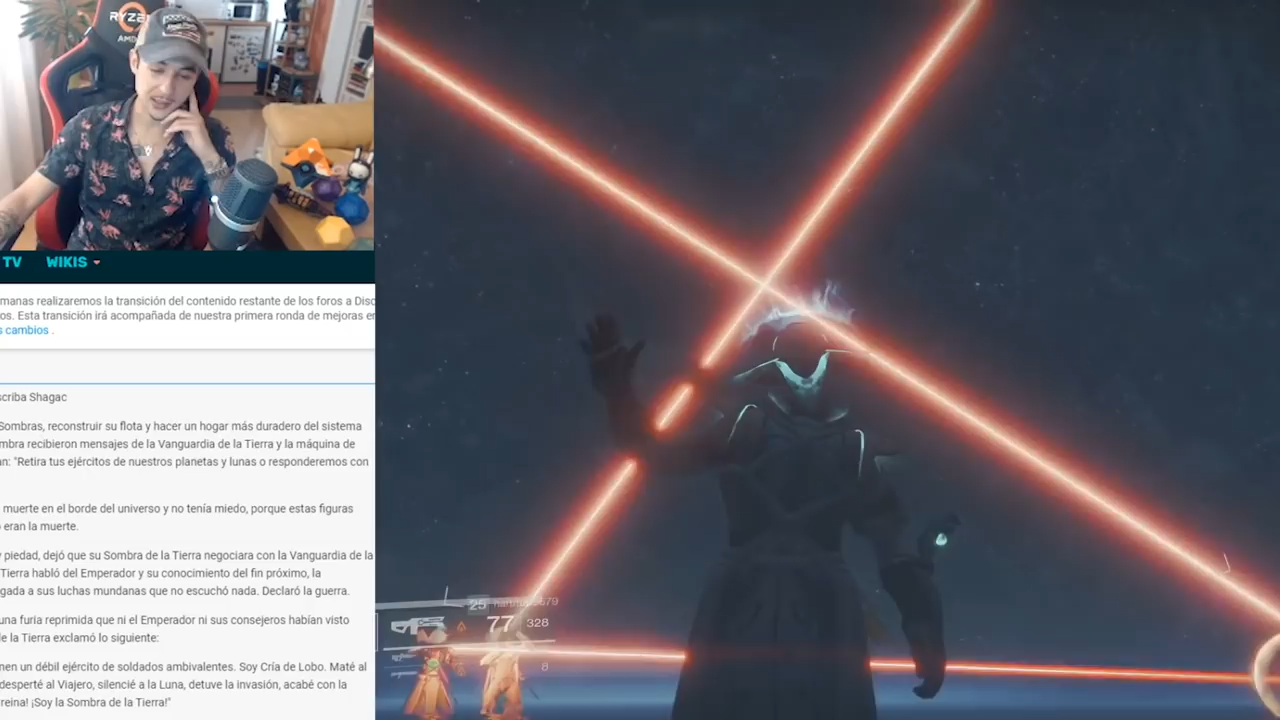 RYZE
AMD
TV WIKIS
manas realizaremos la transición del contenido restante de los foros a Disc
os. Esta transición irá acompañada de nuestra primera ronda de mejoras en
s cambios .
scriba Shagac
Sombras, reconstruir su flota y hacer un hogar más duradero del sistema
mbra recibieron mensajes de la Vanguardia de la Tierra y la máquina de
an: "Retira tus ejércitos de nuestros planetas y lunas o responderemos con
muerte en el borde del universo y no tenía miedo, porque estas figuras
o eran la muerte.
y piedad, dejó que su Sombra de la Tierra negociara con la Vanguardia de la
Tierra habló del Emperador y su conocimiento del fin próximo, la
gada a sus luchas mundanas que no escuchó nada. Declaró la guerra.
una furia reprimida que ni el Emperador ni sus consejeros habían visto
de la Tierra exclamó lo siguiente:
nen un débil ejército de soldados ambivalentes. Soy Cría de Lobo. Maté al
desperté al Viajero, silencié a la Luna, detuve la invasión, acabé con la
reina! ¡Soy la Sombra de la Tierra!"
25
77 328
8